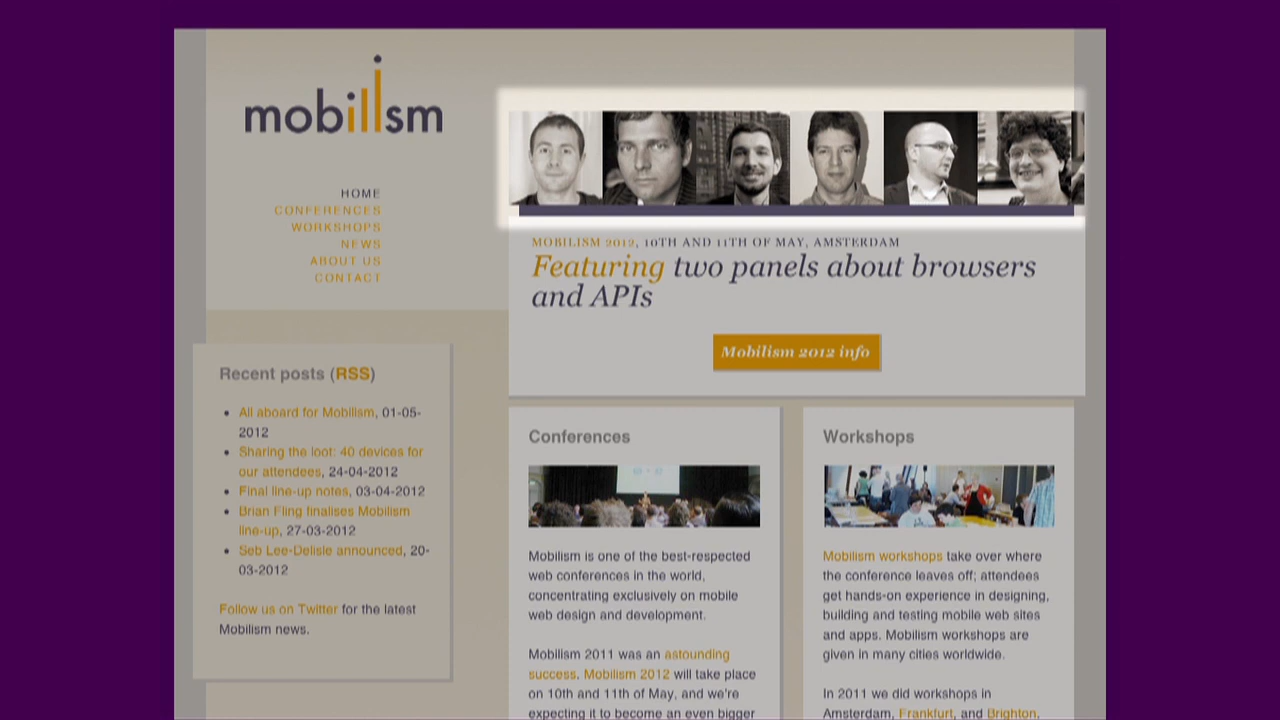 mobilism
HOME
CONFERENCES
WORKSHOPS
NEWS
ABOUT US
CONTACT
MOBILISM 2012, 10TH AND 11TH OF MAY, AMSTERDAM
Featuring two panels about browsers
and APIs
Mobilism 2012 info
Recent posts (RSS)
All aboard for Mobilism, 01-05-
2012
Sharing the loot: 40 devices for
our attendees, 24-04-2012
Final line-up notes, 03-04-2012
Brian Fling finalises Mobilism
line-up, 27-03-2012
Seb Lee-Delisle announced, 20-
03-2012
Follow us on Twitter for the latest
Mobilism news.
Conferences
Mobilism is one of the best-respected
web conferences in the world,
concentrating exclusively on mobile
web design and development.
Mobilism 2011 was an astounding
success. Mobilism 2012 will take place
on 10th and 11th of May, and we're
expecting it to become an even bigger
Workshops
Mobilism workshops take over where
the conference leaves off; attendees
get hands-on experience in designing,
building and testing mobile web sites
and apps. Mobilism workshops are
given in many cities worldwide.
In 2011 we did workshops in
Amsterdam, Frankfurt, and Brighton,